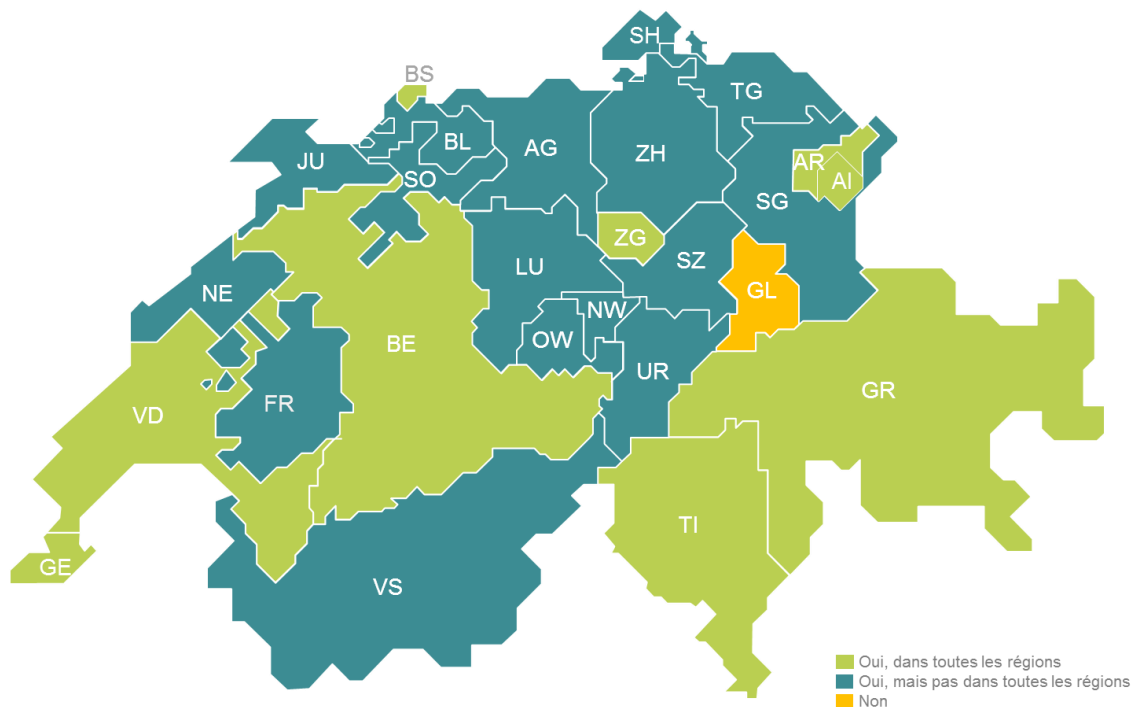 SH
BS
TG
BL
AG
ZH
JU
AR
SO
AI
SG
ZG
LU
SZ
NE
GL
NW
BE
OW
UR
GR
FR
VD
TI
GE
VS
Oui, dans toutes les régions
Oui, mais pas dans toutes les régions
Non